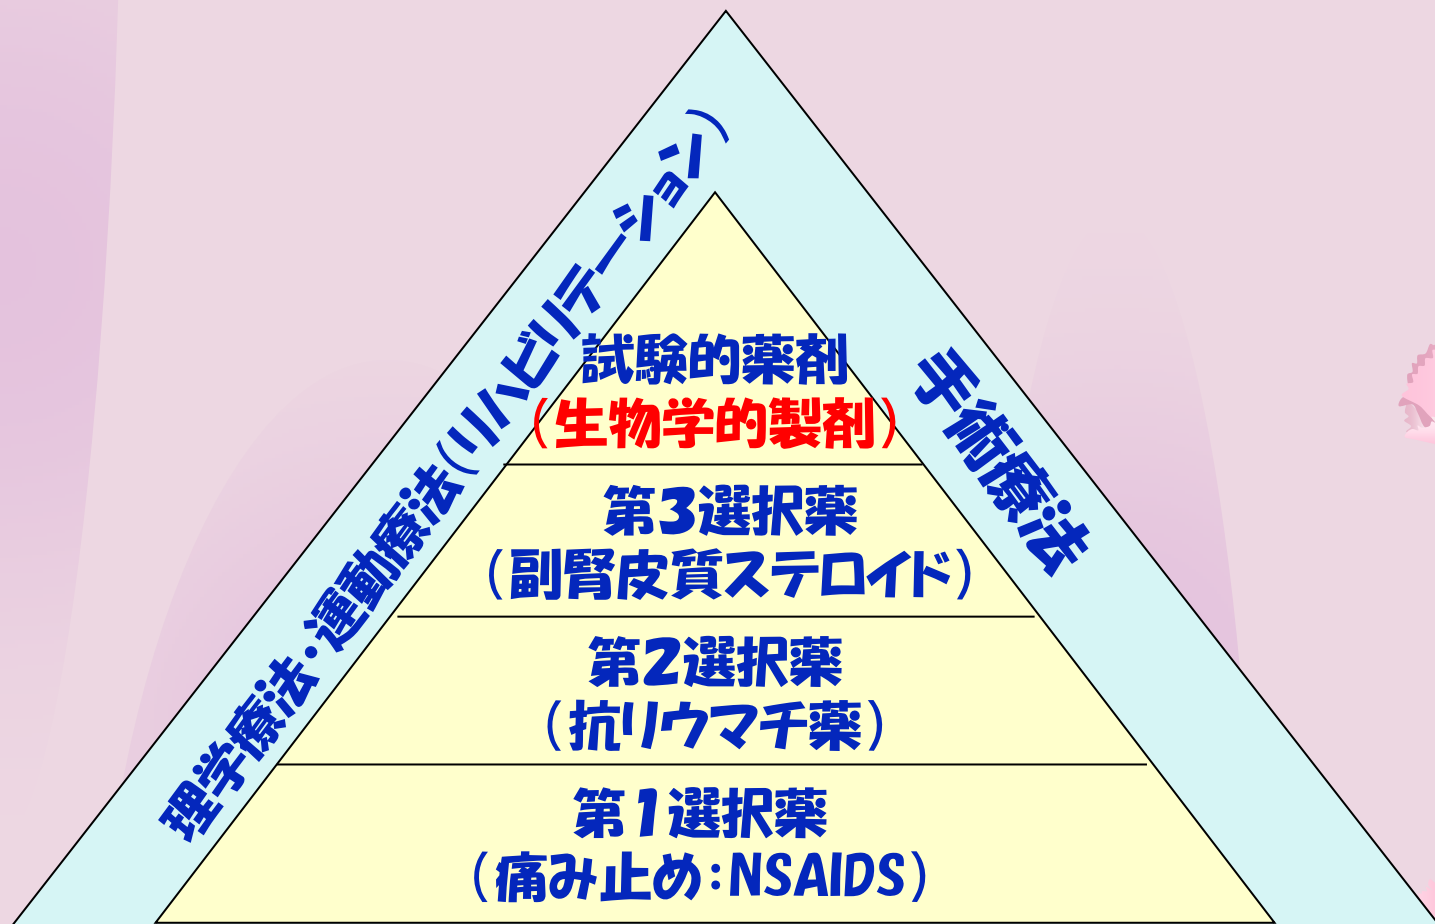 理学療法・運動療法(リハビリテーション)
手術療法
試験的薬剤
(生物学的製剤)
第3選択薬
(副腎皮質ステロイド)
第2選択薬
(抗リウマチ薬)
第1選択薬
(痛み止め:NSAIDS)